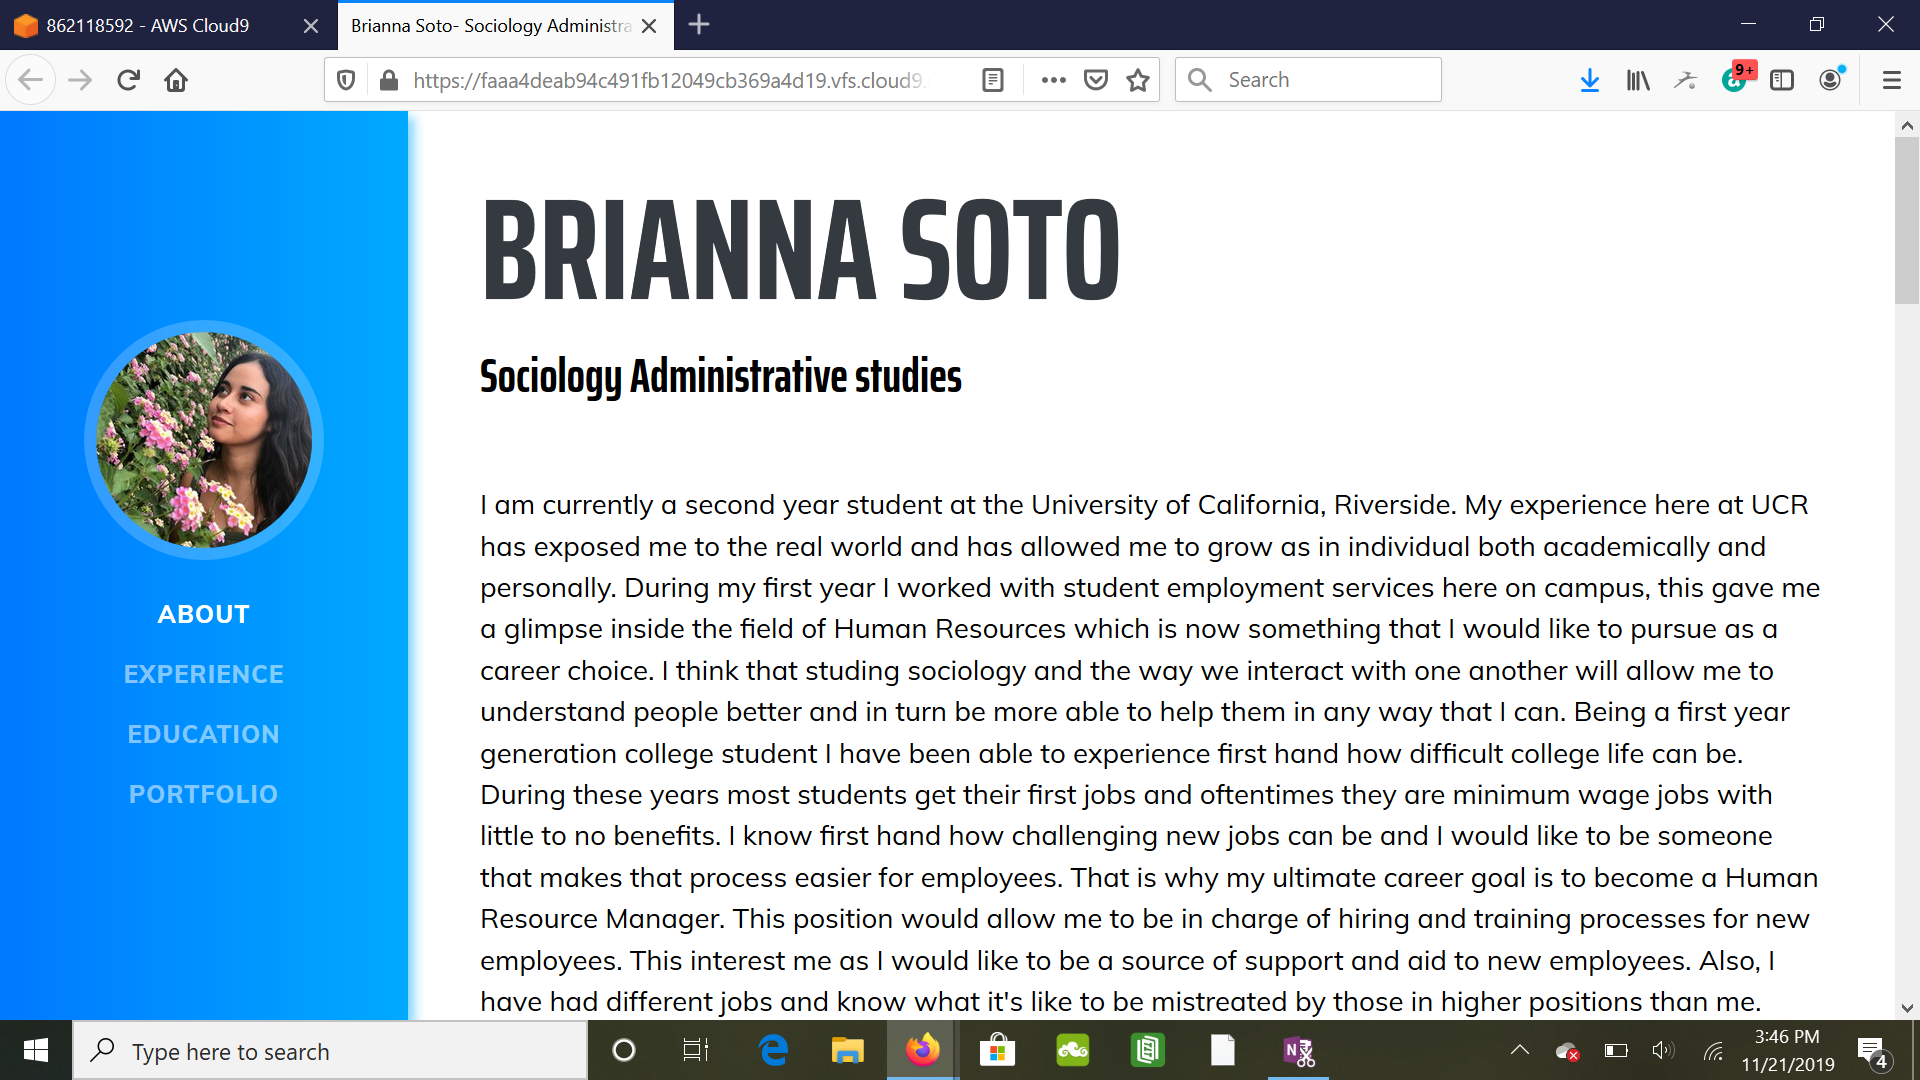 862118592 - AWS Cloud9
Brianna Soto- Sociology Administra
https://faaa4deab94c491fb12049cb369a4d19.vfs.cloud9.
Search
9+
BRIANNA SOTO
Sociology Administrative studies
ABOUT
EXPERIENCE
EDUCATION
PORTFOLIO
I am currently a second year student at the University of California, Riverside. My experience here at UCR
has exposed me to the real world and has allowed me to grow as in individual both academically and
personally. During my first year I worked with student employment services here on campus, this gave me
a glimpse inside the field of Human Resources which is now something that I would like to pursue as a
career choice. I think that studing sociology and the way we interact with one another will allow me to
understand people better and in turn be more able to help them in any way that I can. Being a first year
generation college student I have been able to experience first hand how difficult college life can be.
During these years most students get their first jobs and oftentimes they are minimum wage jobs with
little to no benefits. I know first hand how challenging new jobs can be and I would like to be someone
that makes that process easier for employees. That is why my ultimate career goal is to become a Human
Resource Manager. This position would allow me to be in charge of hiring and training processes for new
employees. This interest me as I would like to be a source of support and aid to new employees. Also, I
have had different jobs and know what it's like to be mistreated by those in higher positions than me.
Type here to search
3:46 PM
11/21/2019
4